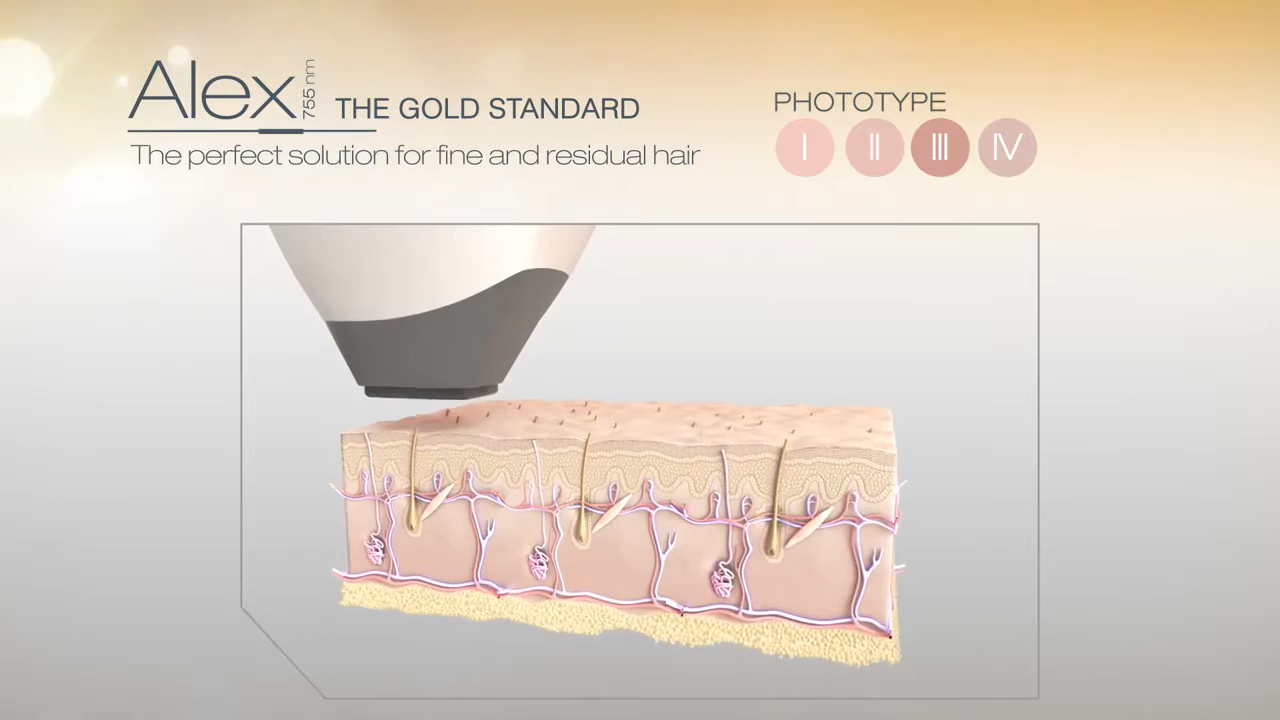 Alex 755 nm THE GOLD STANDARD
The perfect solution for fine and residual hair
PHOTOTYPE
I II III IV